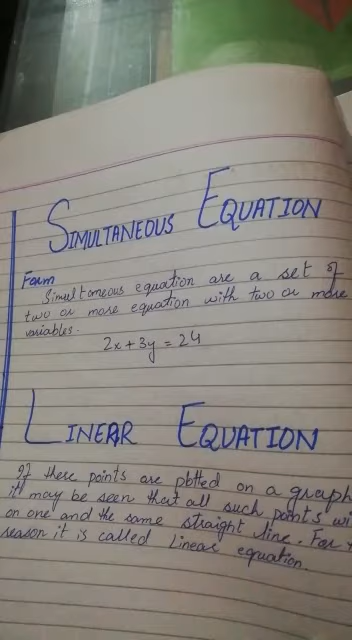 SIMULTANEOUS EQUATION
Form
Simultomeous equation are a set of
two or more equation with two or more
variables.
2x + 3y = 24
LINEAR EQUATION
If these points are plotted on a graph
it may be seen that all such points wi
on one and the same straight line. For t
reason it is called Linear equation.